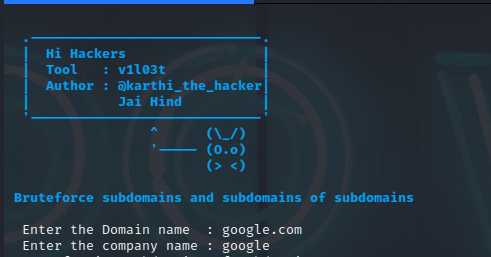 Hi Hackers
Tool : v1l03t
Author : @karthi_the_hacker
Jai Hind
(\_/)
(O.o)
(> <)
Bruteforce subdomains and subdomains of subdomains
Enter the Domain name : google.com
Enter the company name : google